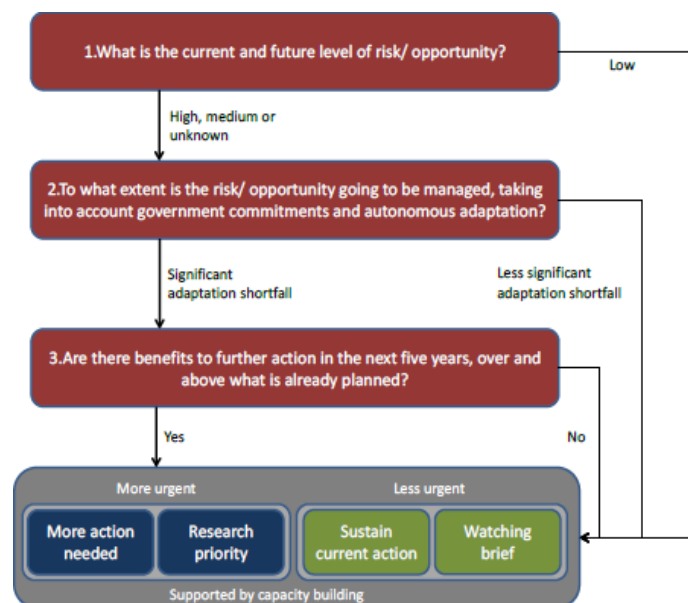 1.What is the current and future level of risk/ opportunity?
Low
High, medium or
unknown
2.To what extent is the risk/ opportunity going to be managed, taking
into account government commitments and autonomous adaptation?
Significant
adaptation shortfall
Less significant
adaptation shortfall
3.Are there benefits to further action in the next five years, over and
above what is already planned?
Yes
No
More urgent
Less urgent
More action
needed
Research
priority
Sustain
current action
Watching
brief
Supported by capacity building